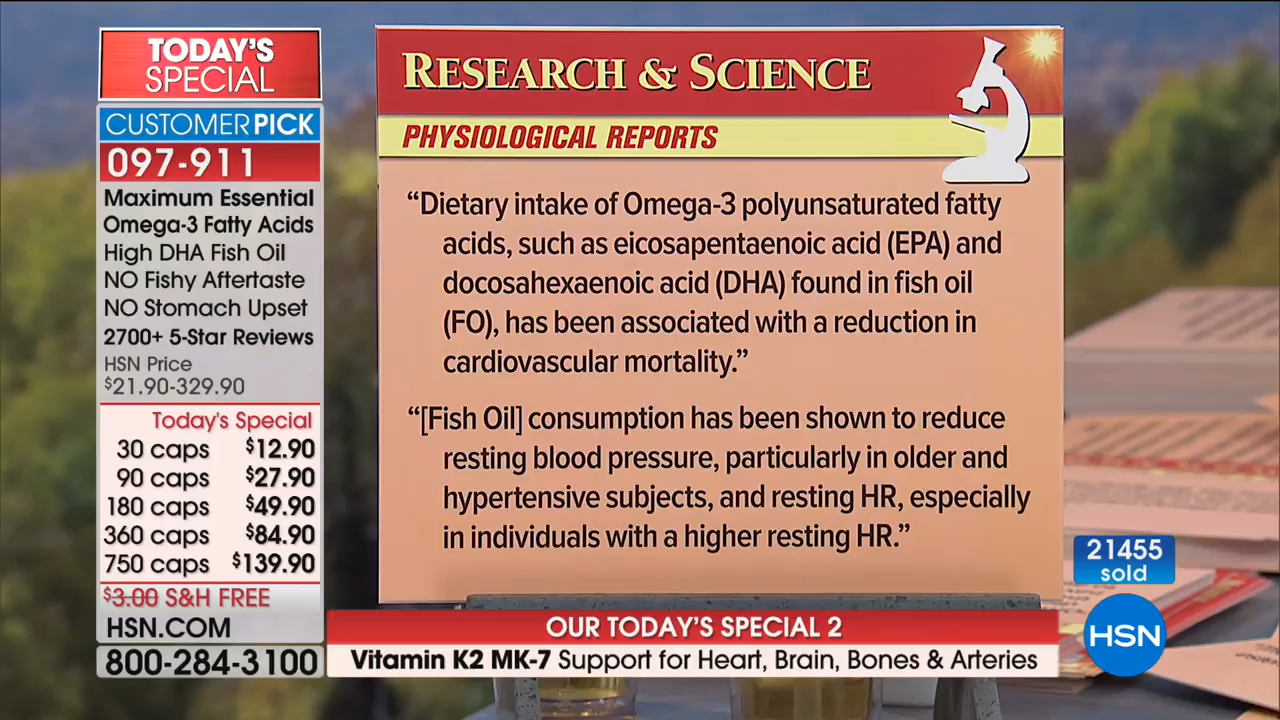 TODAY'S
SPECIAL
CUSTOMERPICK
097-911
Maximum Essential
Omega-3 Fatty Acids
High DHA Fish Oil
NO Fishy Aftertaste
NO Stomach Upset
2700+ 5-Star Reviews
HSN Price
$21.90-329.90
Today's Special
30 caps $12.90
90 caps $27.90
180 caps $49.90
360 caps $84.90
750 caps $139.90
$3.00 S&H FREE
HSN.COM
800-284-3100
RESEARCH & SCIENCE
PHYSIOLOGICAL REPORTS
“Dietary intake of Omega-3 polyunsaturated fatty
acids, such as eicosapentaenoic acid (EPA) and
docosahexaenoic acid (DHA) found in fish oil
(FO), has been associated with a reduction in
cardiovascular mortality.”
“[Fish Oil] consumption has been shown to reduce
resting blood pressure, particularly in older and
hypertensive subjects, and resting HR, especially
in individuals with a higher resting HR.”
21455
sold
HSN
OUR TODAY'S SPECIAL 2
Vitamin K2 MK-7 Support for Heart, Brain, Bones & Arteries